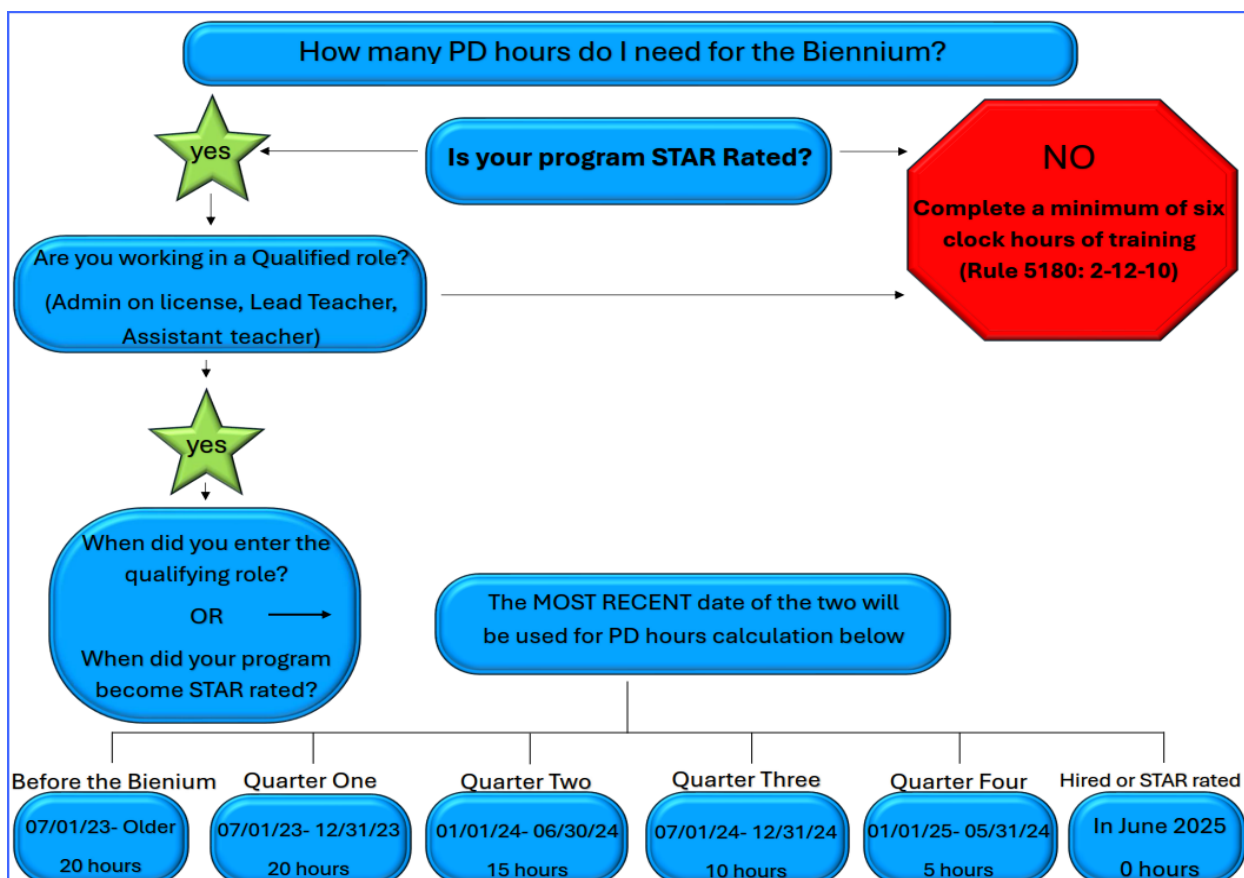 How many PD hours do I need for the Biennium?
yes
Is your program STAR Rated?
NO
Complete a minimum of six
clock hours of training
(Rule 5180: 2-12-10)
Are you working in a Qualified role?
(Admin on license, Lead Teacher,
Assistant teacher)
yes
When did you enter the
qualifying role?
OR
When did your program
become STAR rated?
The MOST RECENT date of the two will
be used for PD hours calculation below
Before the Bienium
07/01/23- Older
20 hours
Quarter One
07/01/23- 12/31/23
20 hours
Quarter Two
01/01/24- 06/30/24
15 hours
Quarter Three
07/01/24- 12/31/24
10 hours
Quarter Four
01/01/25- 05/31/24
5 hours
Hired or STAR rated
In June 2025
0 hours